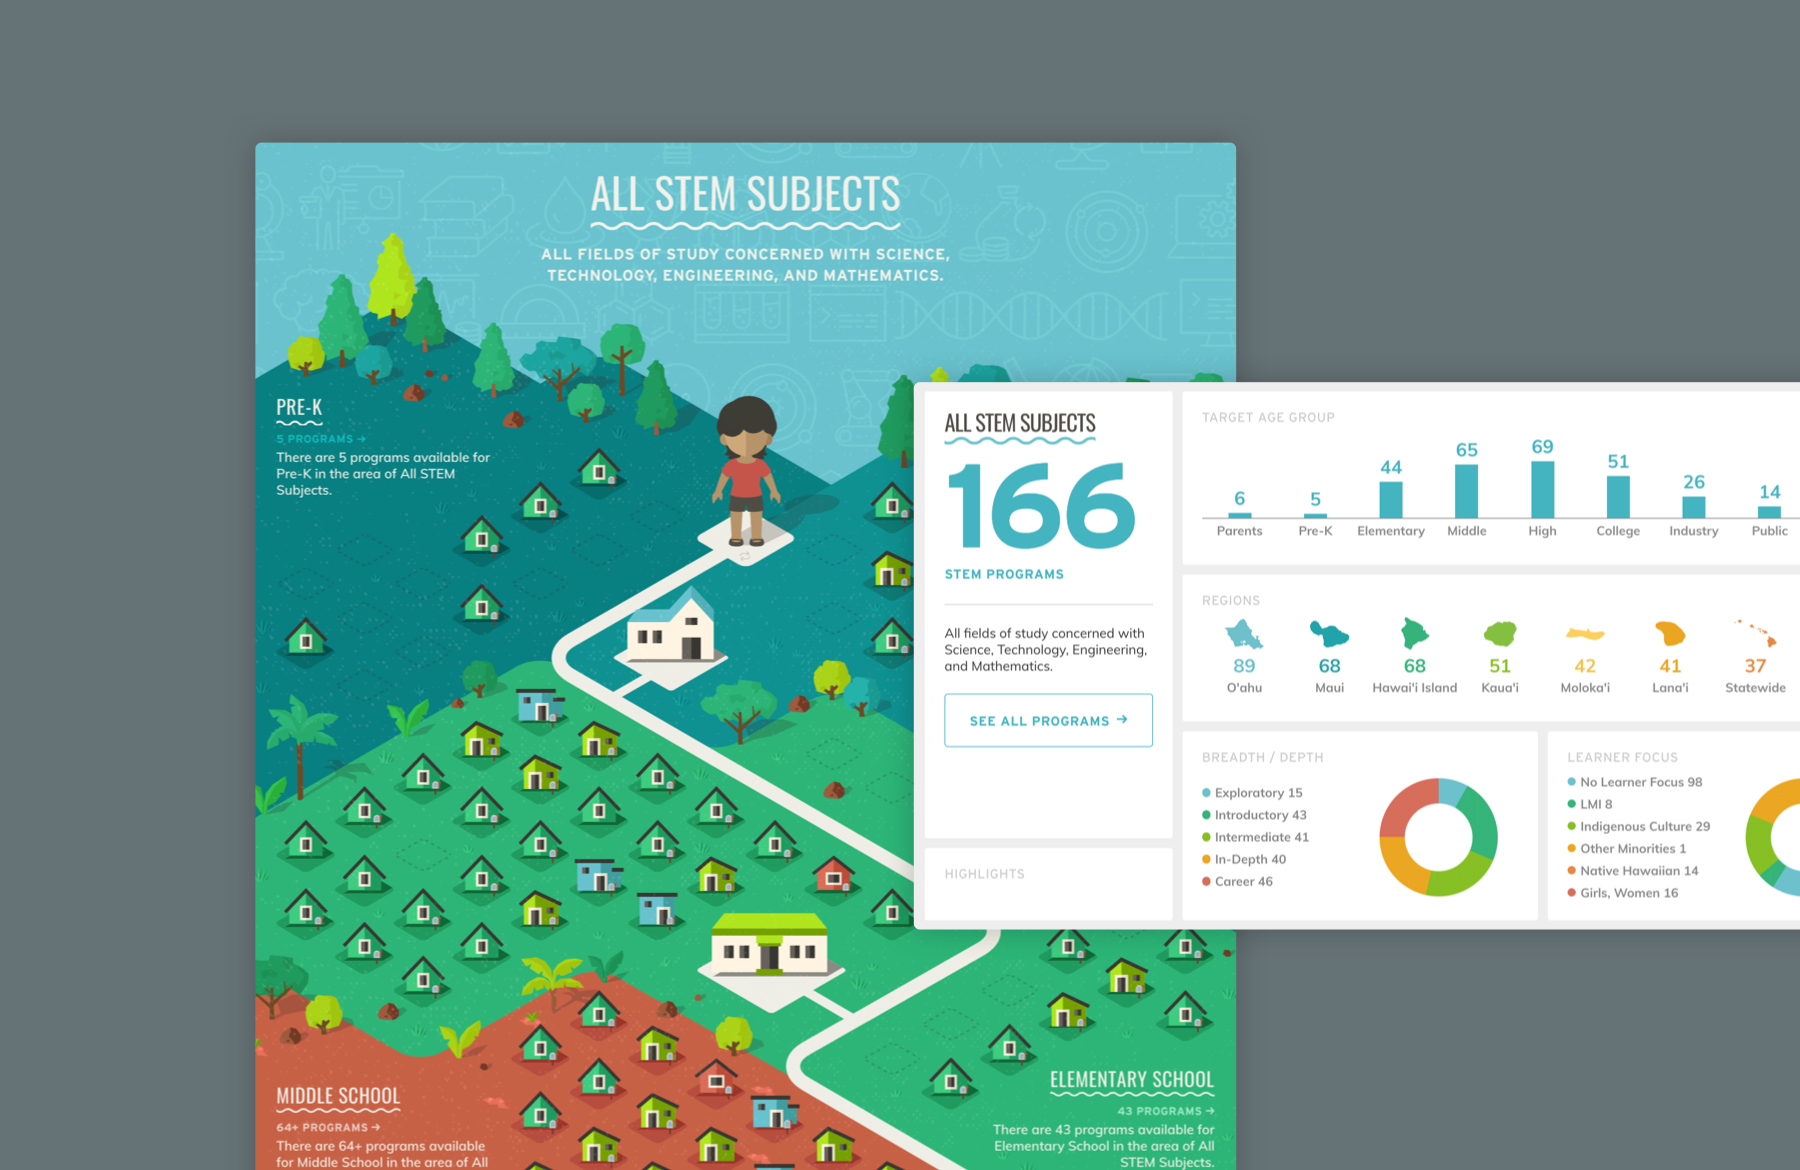 ALL STEM SUBJECTS
ALL FIELDS OF STUDY CONCERNED WITH SCIENCE,
TECHNOLOGY, ENGINEERING, AND MATHEMATICS.
PRE-K
5 PROGRAMS →
There are 5 programs available for
Pre-K in the area of All STEM
Subjects.
MIDDLE SCHOOL
64+ PROGRAMS →
There are 64+ programs available
for Middle School in the area of All
ELEMENTARY SCHOOL
43 PROGRAMS →
There are 43 programs available for
Elementary School in the area of All
STEM Subjects.
ALL STEM SUBJECTS
166
STEM PROGRAMS
All fields of study concerned with
Science, Technology, Engineering,
and Mathematics.
SEE ALL PROGRAMS →
HIGHLIGHTS
TARGET AGE GROUP
6 5 44 65 69 51 26 14
Parents Pre-K Elementary Middle High College Industry Public
REGIONS
89 68 68 51 42 41 37
O'ahu Maui Hawai'i Island Kaua'i Moloka'i Lana'i Statewide
BREADTH / DEPTH
Exploratory 15
Introductory 43
Intermediate 41
In-Depth 40
Career 46
LEARNER FOCUS
No Learner Focus 98
LMI 8
Indigenous Culture 29
Other Minorities 1
Native Hawaiian 14
Girls, Women 16